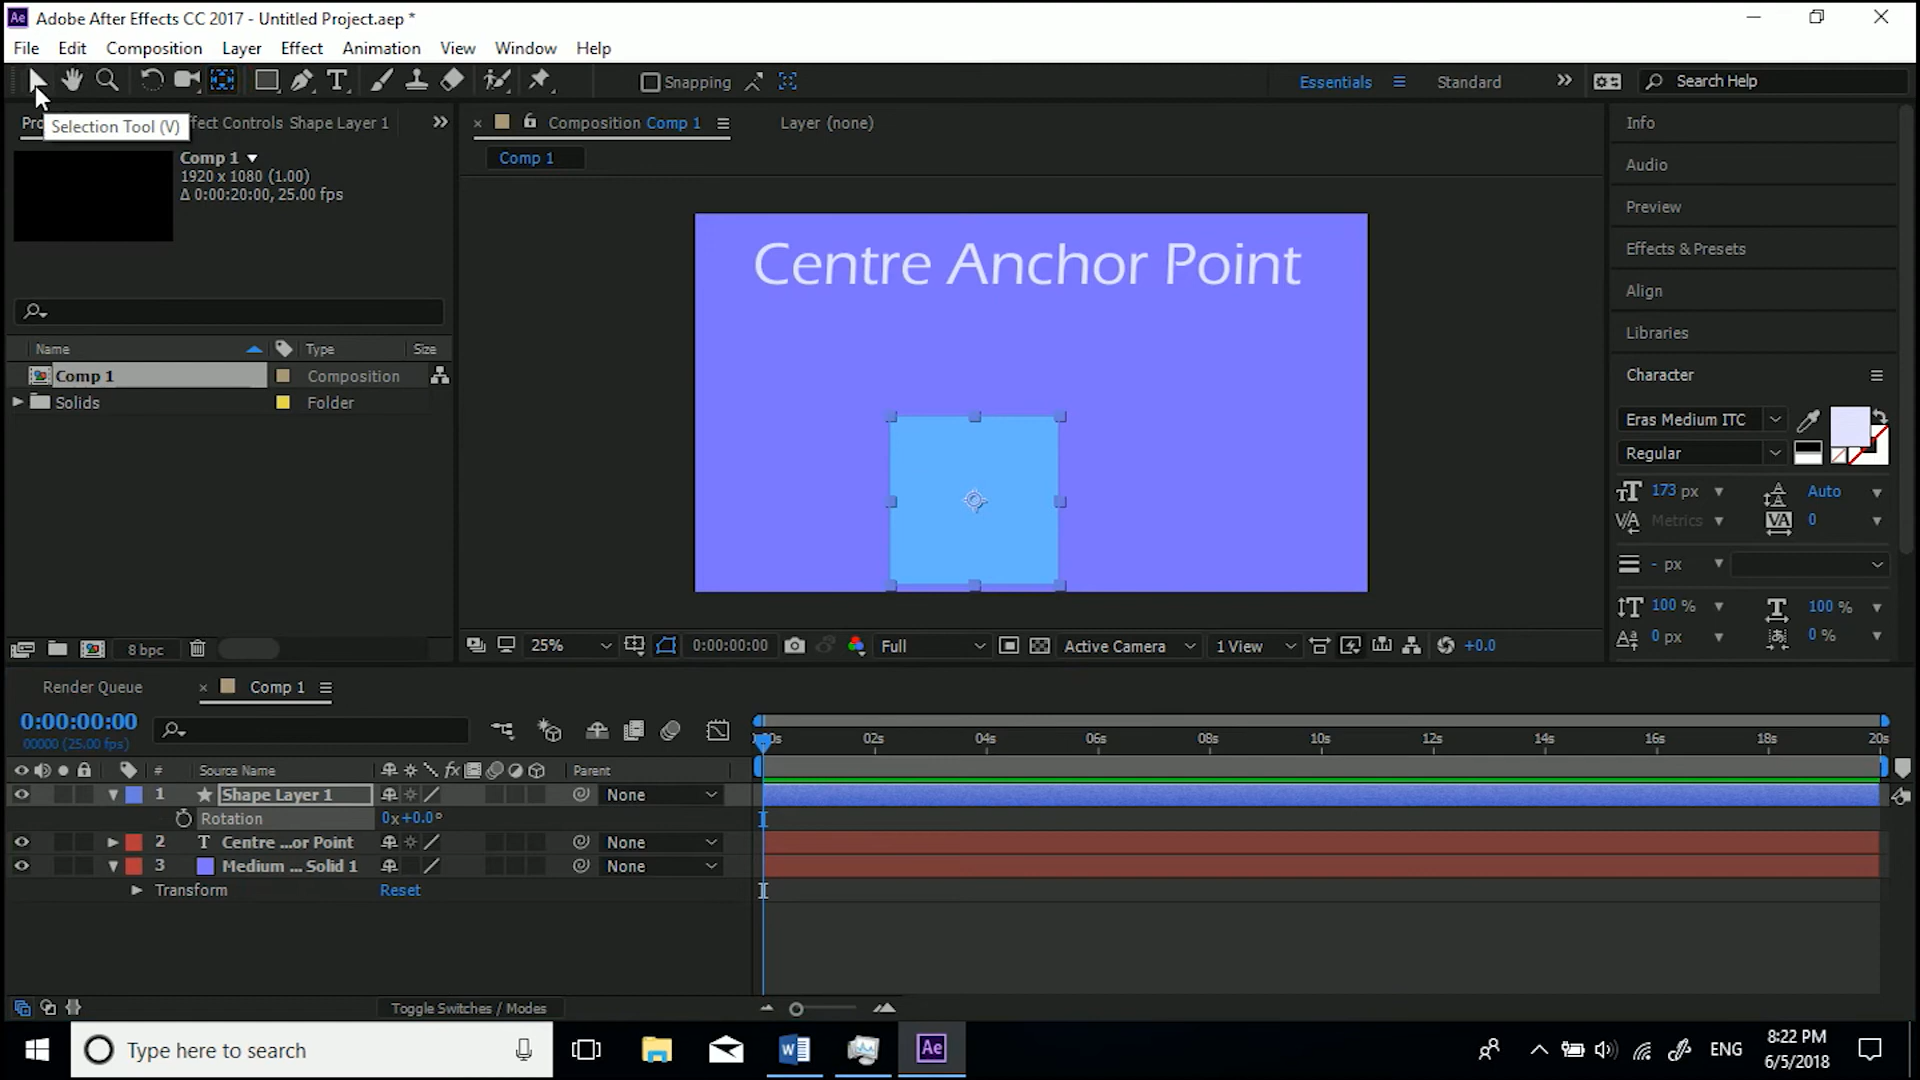 Ae Adobe After Effects CC 2017 - Untitled Project.aep *
File Edit Composition Layer Effect Animation View Window Help
T Snapping Essentials Standard Search Help
Selection Tool (V)
Pro ffect Controls Shape Layer 1
Composition Comp 1 Layer (none)
Comp 1
1920 x 1080 (1.00)
Δ 0:00:20:00, 25.00 fps
Comp 1
Centre Anchor Point
Name Type Size
Comp 1 Composition
Solids Folder
8 bpc
25% 0:00:00:00 Full Active Camera 1 View +0.0
Info
Audio
Preview
Effects & Presets
Align
Libraries
Character
Eras Medium ITC
Regular
173 px Auto
Metrics 0
- px
100 % 100 %
0 px 0 %
Render Queue Comp 1
0:00:00:00
00000 (25.00 fps)
02s 04s 06s 08s 10s 12s 14s 16s 18s 20s
# Source Name fx Parent
1 Shape Layer 1 None
Rotation 0x+0.0°
2 T Centre ...or Point None
3 Medium ... Solid 1 None
Transform Reset
Toggle Switches / Modes
Type here to search
Ae
ENG
8:22 PM
6/5/2018